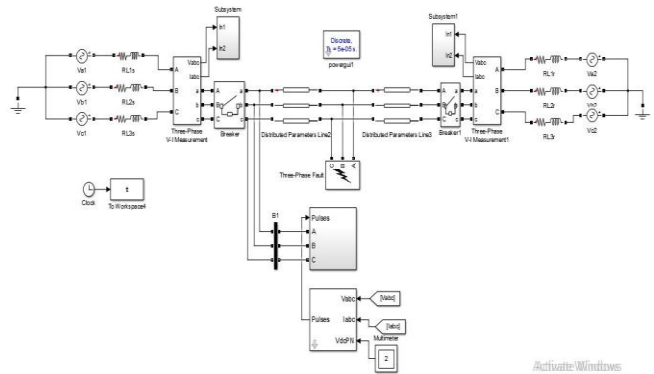 Subsystem
In1
In2
Subsystem1
In1
In2
Discrete,
Ts = 5e-05 s.
powergui1
Va1
RL1s
Vb1
RL2s
Vc1
RL3s
Vabc
Iabc
A
B
C
a
b
c
Three-Phase
V-I Measurement
Breaker
Distributed Parameters Line2
Distributed Parameters Line3
Breaker1
Vabc
Iabc
A
B
C
a
b
c
Three-Phase
V-I Measurement1
RL1r
Va2
RL2r
RL3r
Vc2
Three-Phase Fault
C
B
A
Clock
t
To Workspace4
B1
Pulses
A
B
C
Pulses
Vabc
[Vabc]
Iabc
[Iabc]
Multimeter
VdcPN
2
Activate Windows